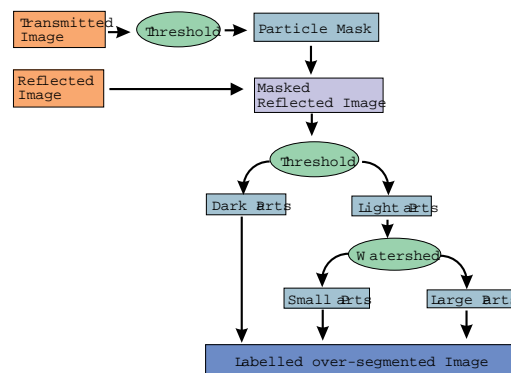 Transmitted
Image
Threshold
Particle Mask
Reflected
Image
Masked
Reflected Image
Threshold
Dark Parts
Light Parts
Watershed
Small Parts
Large Parts
Labelled over-segmented Image